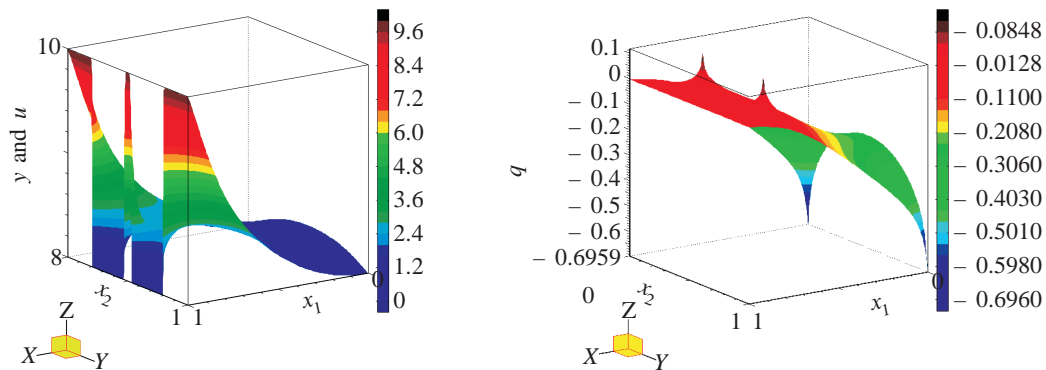 10
y and u
8
x2
1 1
x1
0
Z
X
Y
9.6
8.4
7.2
6.0
4.8
3.6
2.4
1.2
0
0.1
0
– 0.1
– 0.2
– 0.3
– 0.4
– 0.5
– 0.6
– 0.6959
q
0
x2
1 1
x1
0
Z
X
Y
– 0.0848
– 0.0128
– 0.1100
– 0.2080
– 0.3060
– 0.4030
– 0.5010
– 0.5980
– 0.6960